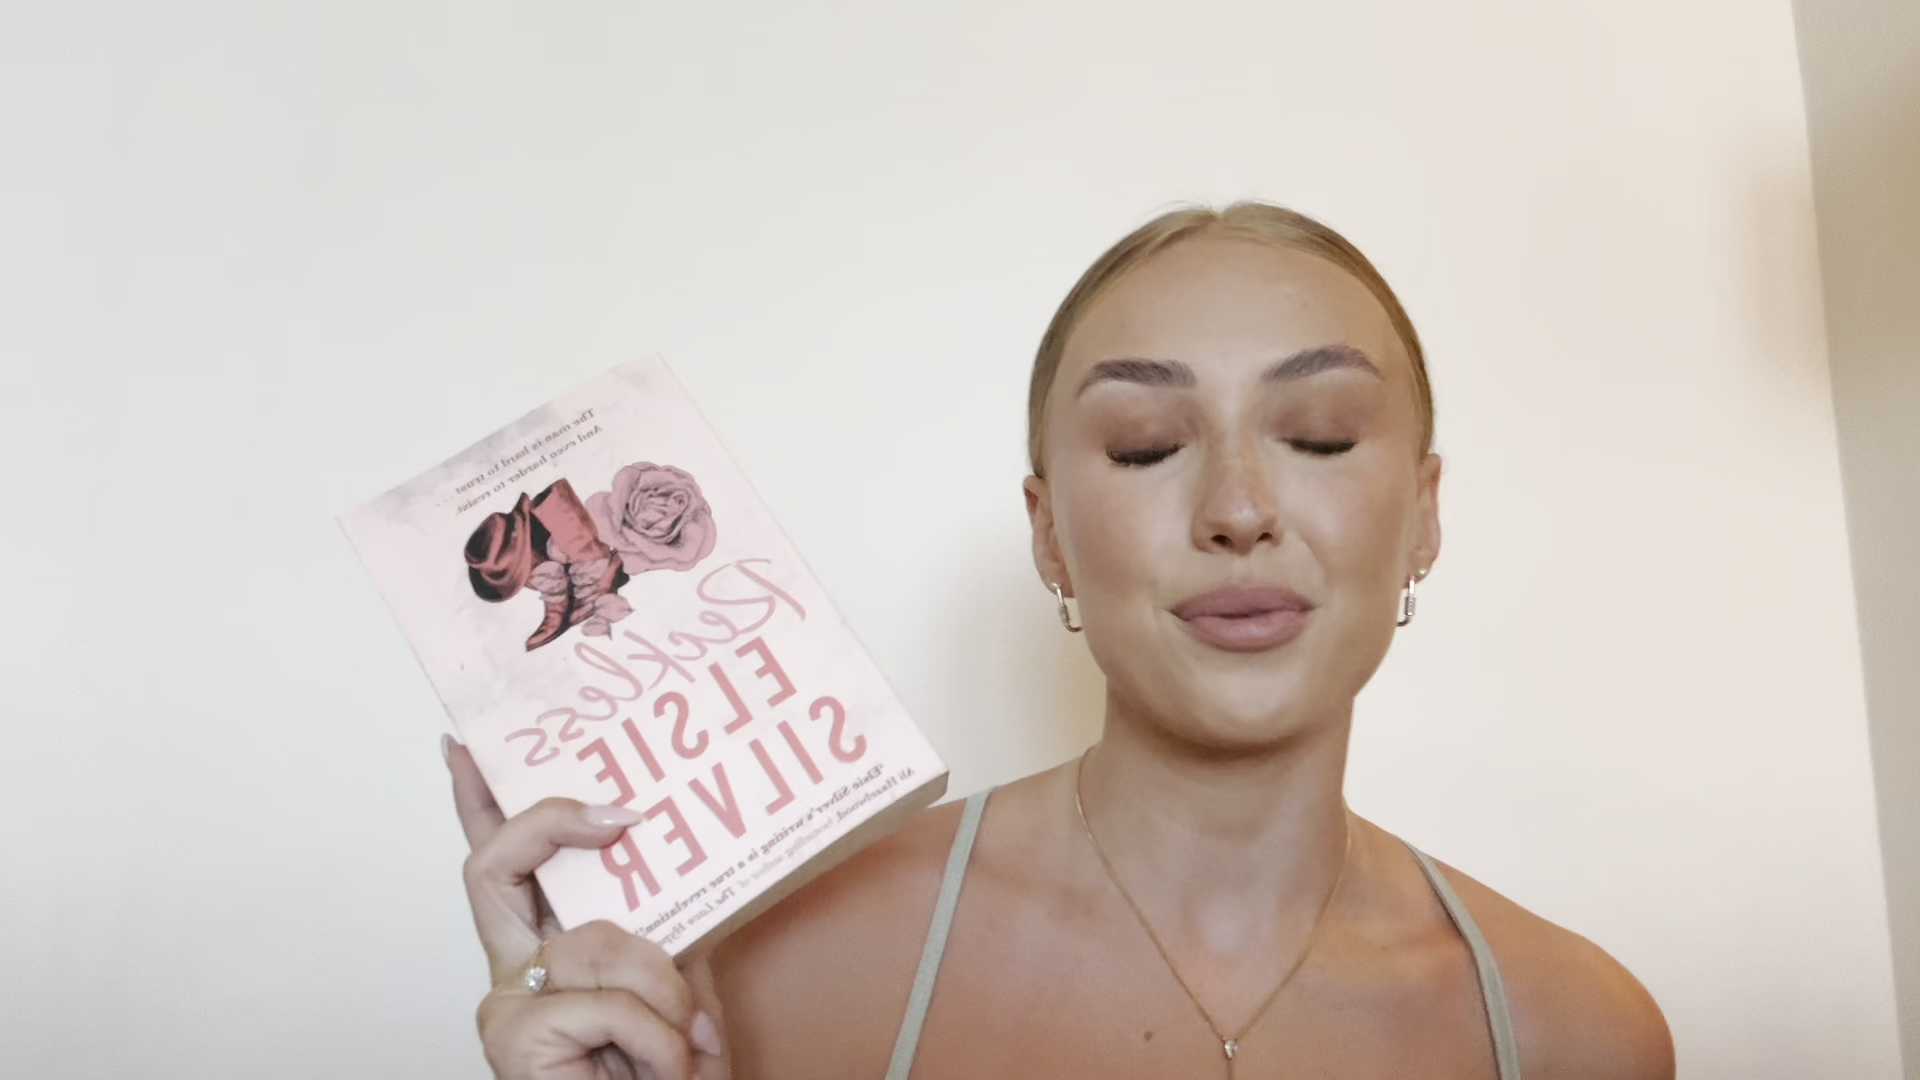 The man is hard to trust . . .
And even harder to resist.
Reckless
ELSIE
SILVER
'Elsie Silver's writing is a true revelation!'
Ali Hazelwood, bestselling author of The Love